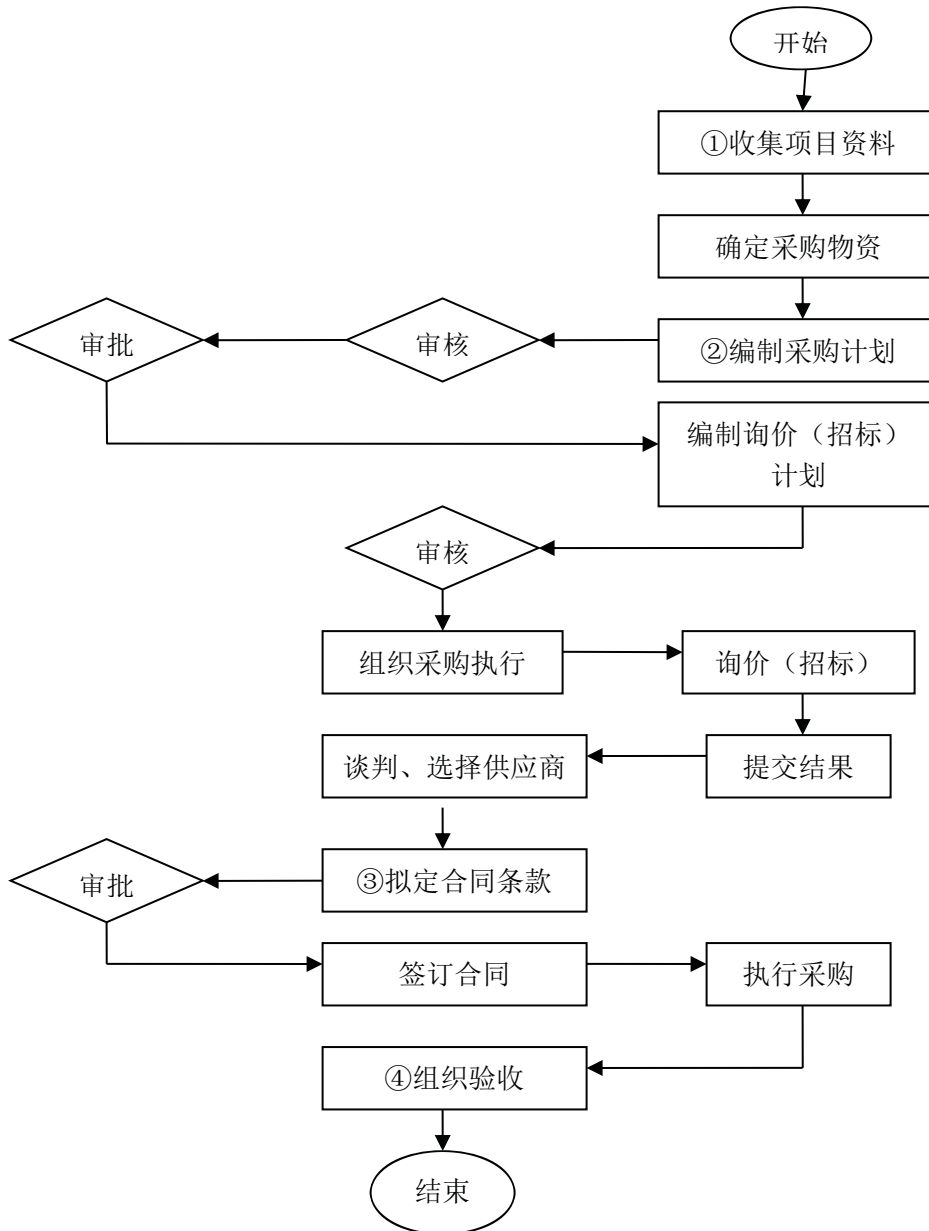 开始
①收集项目资料
确定采购物资
审批
审核
②编制采购计划
编制询价（招标）
计划
审核
组织采购执行
询价（招标）
谈判、选择供应商
提交结果
审批
③拟定合同条款
签订合同
执行采购
④组织验收
结束